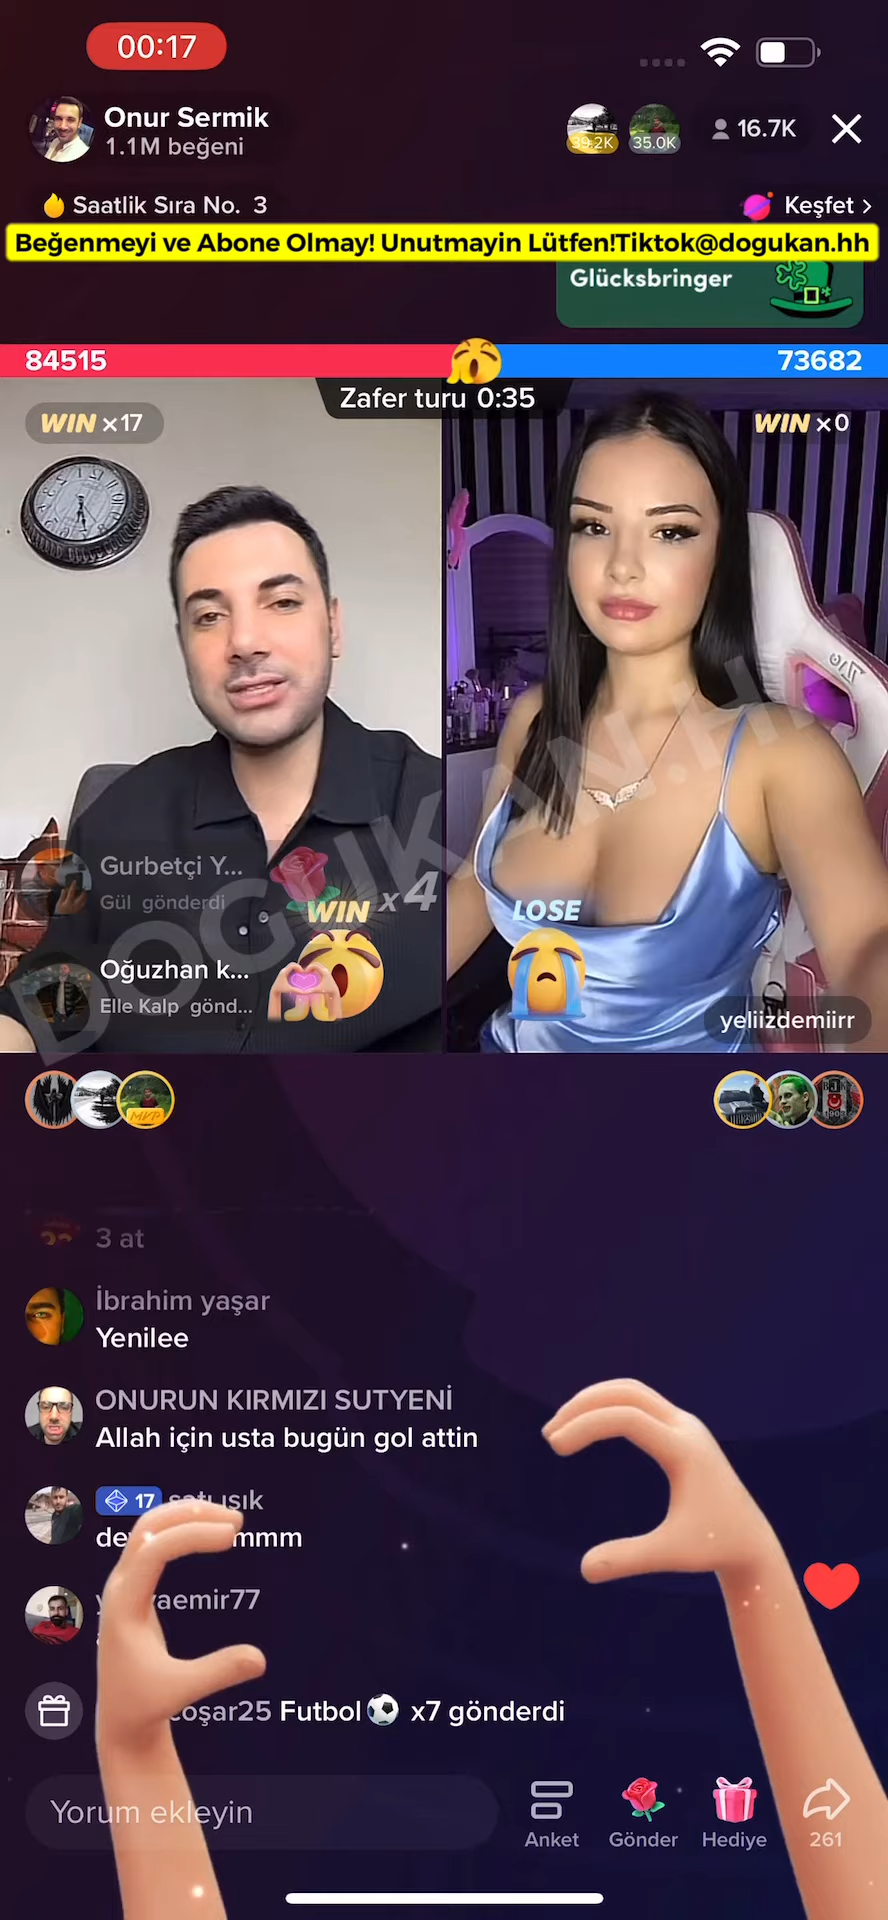 00:17
Onur Sermik
1.1M beğeni
39.2K
35.0K
16.7K
Saatlik Sıra No. 3
Keşfet >
Beğenmeyi ve Abone Olmay! Unutmayin Lütfen!Tiktok@dogukan.hh
Glücksbringer
84515
73682
Zafer turu 0:35
WIN x17
WIN x0
DOGUKAN.H
Gurbetçi Y...
Gül gönderdi
x4
WIN
LOSE
Oğuzhan k...
Elle Kalp gönd...
yeliizdemiirr
MVP
3 at
İbrahim yaşar
Yenilee
ONURUN KIRMIZI SUTYENİ
Allah için usta bugün gol attin
17
mmm
aemir77
coşar25 Futbol x7 gönderdi
Yorum ekleyin
Anket
Gönder
Hediye
261